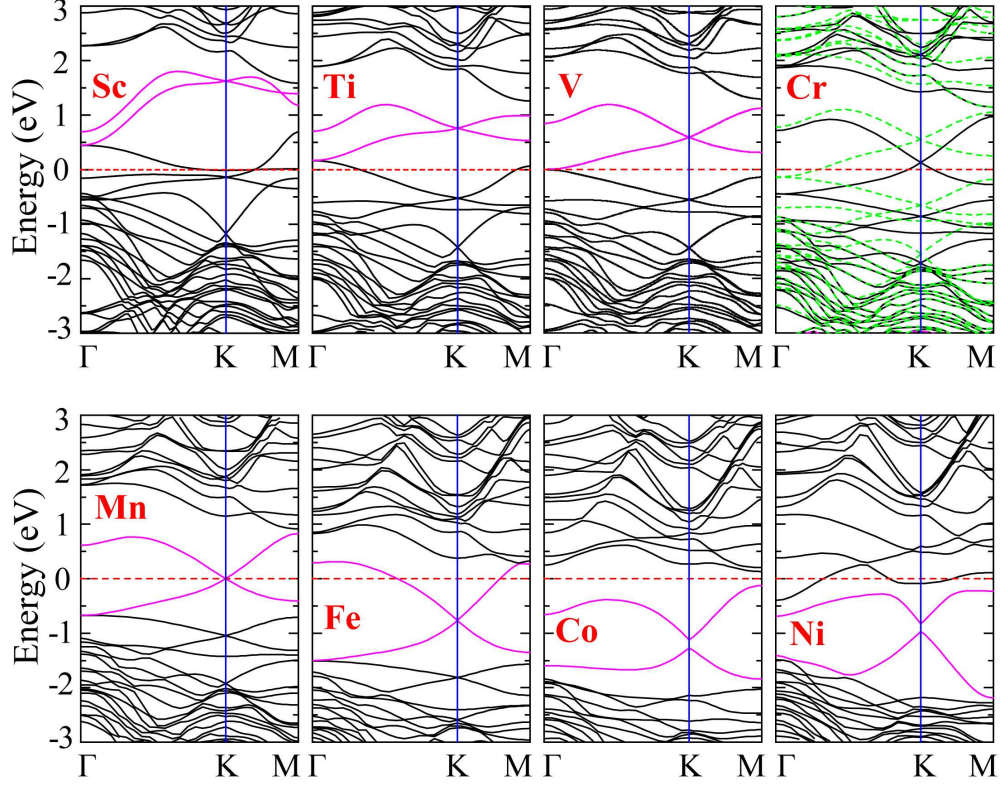 3
2
1
0
-1
-2
-3
Energy (eV)
Sc
Ti
V
Cr
Γ K M
Γ K M
Γ K M
Γ K M
3
2
1
0
-1
-2
-3
Energy (eV)
Mn
Fe
Co
Ni
Γ K M
Γ K M
Γ K M
Γ K M